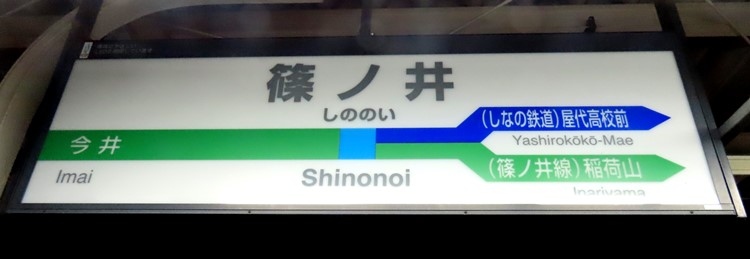 篠ノ井
しののい
(しなの鉄道)屋代高校前
今井
Yashirokōkō-Mae
(篠ノ井線)稲荷山
Imai
Shinonoi
Inariyama